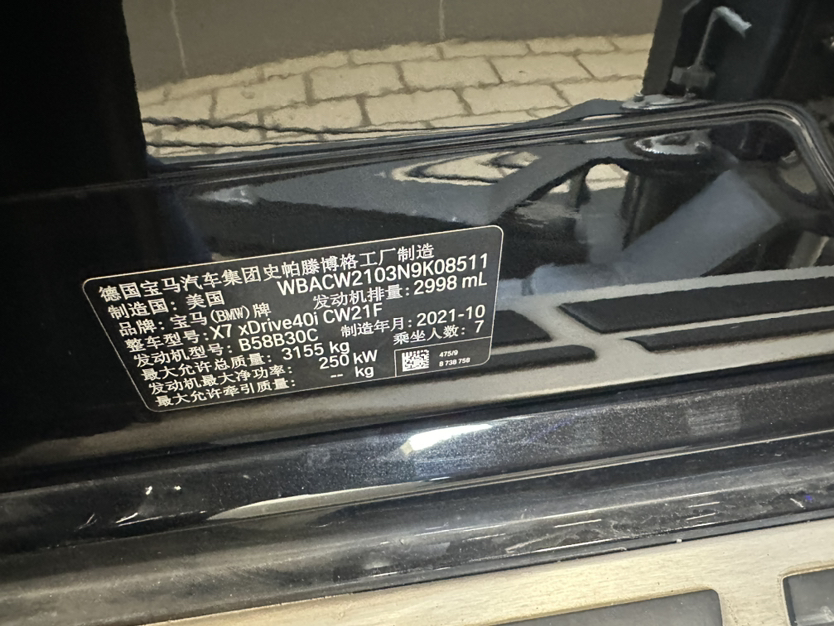 德国宝马汽车集团史帕滕博格工厂制造
制造国：美国 WBACW2103N9K08511
品牌：宝马(BMW)牌 发动机排量：2998 mL
整车型号：X7 xDrive40i CW21F
发动机型号：B58B30C 制造年月：2021-10
最大允许总质量：3155 kg 乘坐人数：7
发动机最大净功率：250 kW
最大允许牵引质量：-- kg
475/9
8 738 758